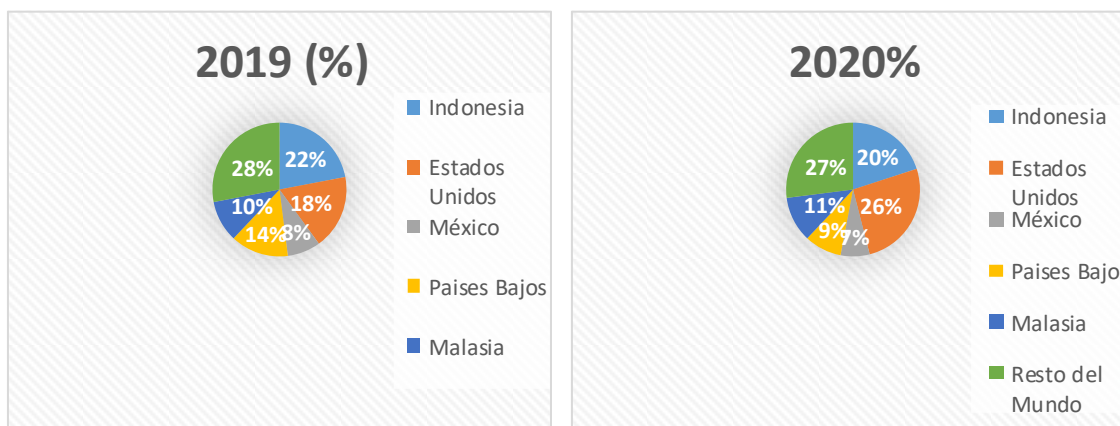 2019 (%)
22%
18%
8%
14%
10%
28%
Indonesia
Estados
Unidos
México
Paises Bajos
Malasia
2020%
20%
26%
7%
9%
11%
27%
Indonesia
Estados
Unidos
México
Paises Bajo
Malasia
Resto del
Mundo